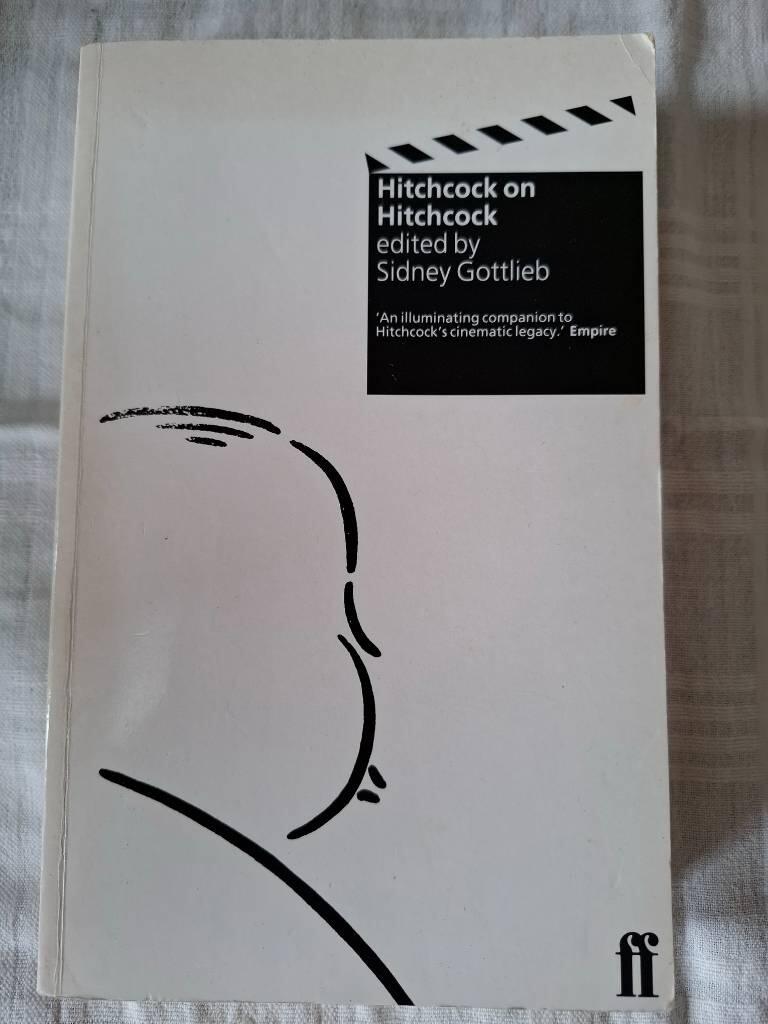 Hitchcock on
Hitchcock
edited by
Sidney Gottlieb
‘An illuminating companion to
Hitchcock’s cinematic legacy.’ Empire
ff